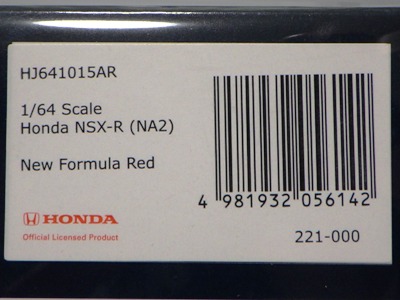 HJ641015AR
1/64 Scale
Honda NSX-R (NA2)
New Formula Red
4 981932 056142
HONDA
Official Licensed Product
221-000